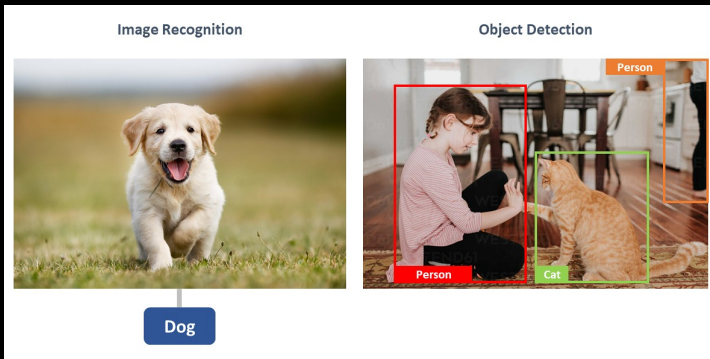 Image Recognition
Object Detection
Person
Person
Cat
Dog